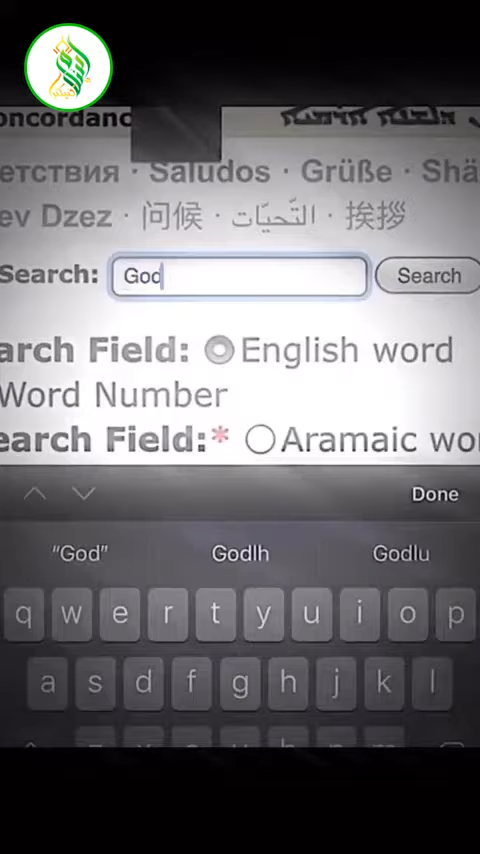 oncordanc
етствия · Saludos · Grüße · Shä
ev Dzez · 问候 · التّحيّات · 挨拶
Search: God Search
arch Field: English word
Word Number
earch Field:* Aramaic wo
Done
“God” Godlh Godlu
q w e r t y u i o p
a s d f g h j k l